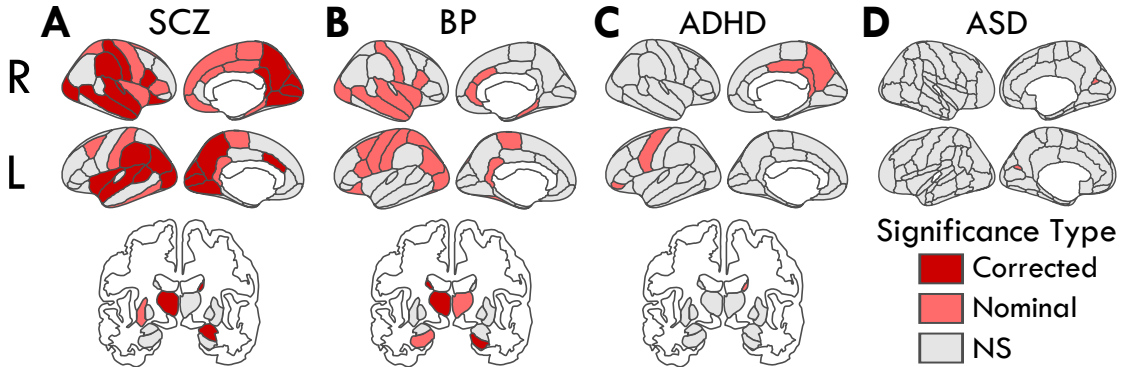 A SCZ B BP C ADHD D ASD
R
L
Significance Type
Corrected
Nominal
NS